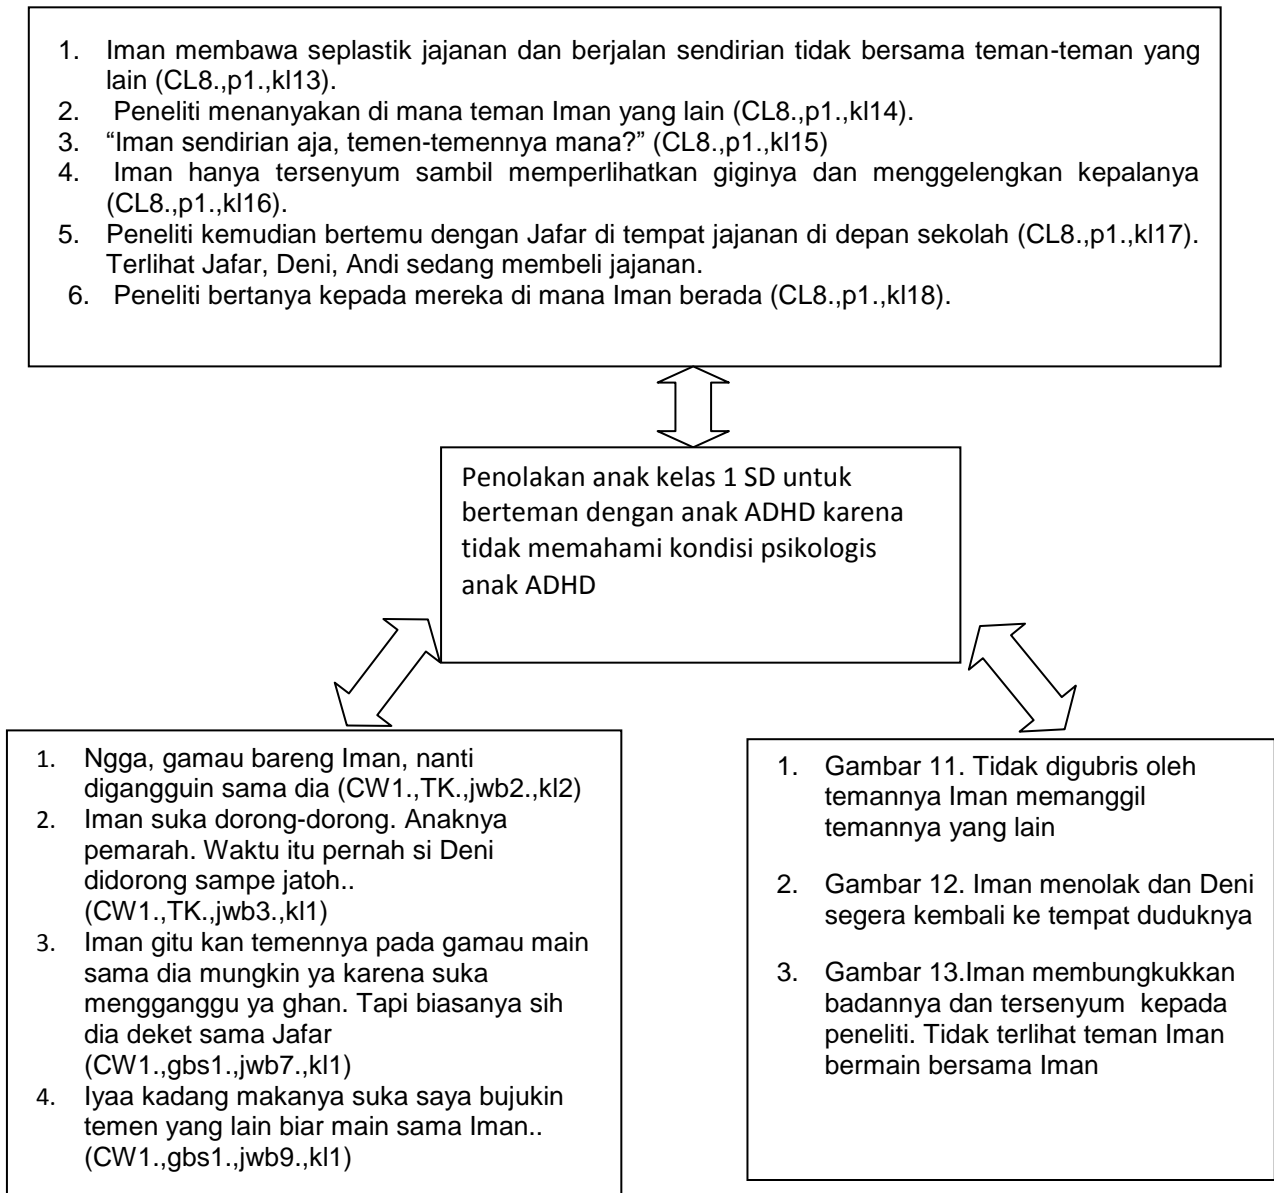 1. Iman membawa seplastik jajanan dan berjalan sendirian tidak bersama teman-teman yang
lain (CL8.,p1.,kl13).
2. Peneliti menanyakan di mana teman Iman yang lain (CL8.,p1.,kl14).
3. “Iman sendirian aja, temen-temennya mana?” (CL8.,p1.,kl15)
4. Iman hanya tersenyum sambil memperlihatkan giginya dan menggelengkan kepalanya
(CL8.,p1.,kl16).
5. Peneliti kemudian bertemu dengan Jafar di tempat jajanan di depan sekolah (CL8.,p1.,kl17).
Terlihat Jafar, Deni, Andi sedang membeli jajanan.
6. Peneliti bertanya kepada mereka di mana Iman berada (CL8.,p1.,kl18).
Penolakan anak kelas 1 SD untuk
berteman dengan anak ADHD karena
tidak memahami kondisi psikologis
anak ADHD
1. Ngga, gamau bareng Iman, nanti
digangguin sama dia (CW1.,TK.,jwb2.,kl2)
2. Iman suka dorong-dorong. Anaknya
pemarah. Waktu itu pernah si Deni
didorong sampe jatoh..
(CW1.,TK.,jwb3.,kl1)
3. Iman gitu kan temennya pada gamau main
sama dia mungkin ya karena suka
mengganggu ya ghan. Tapi biasanya sih
dia deket sama Jafar
(CW1.,gbs1.,jwb7.,kl1)
4. Iyaa kadang makanya suka saya bujukin
temen yang lain biar main sama Iman..
(CW1.,gbs1.,jwb9.,kl1)
1. Gambar 11. Tidak digubris oleh
temannya Iman memanggil
temannya yang lain
2. Gambar 12. Iman menolak dan Deni
segera kembali ke tempat duduknya
3. Gambar 13.Iman membungkukkan
badannya dan tersenyum kepada
peneliti. Tidak terlihat teman Iman
bermain bersama Iman